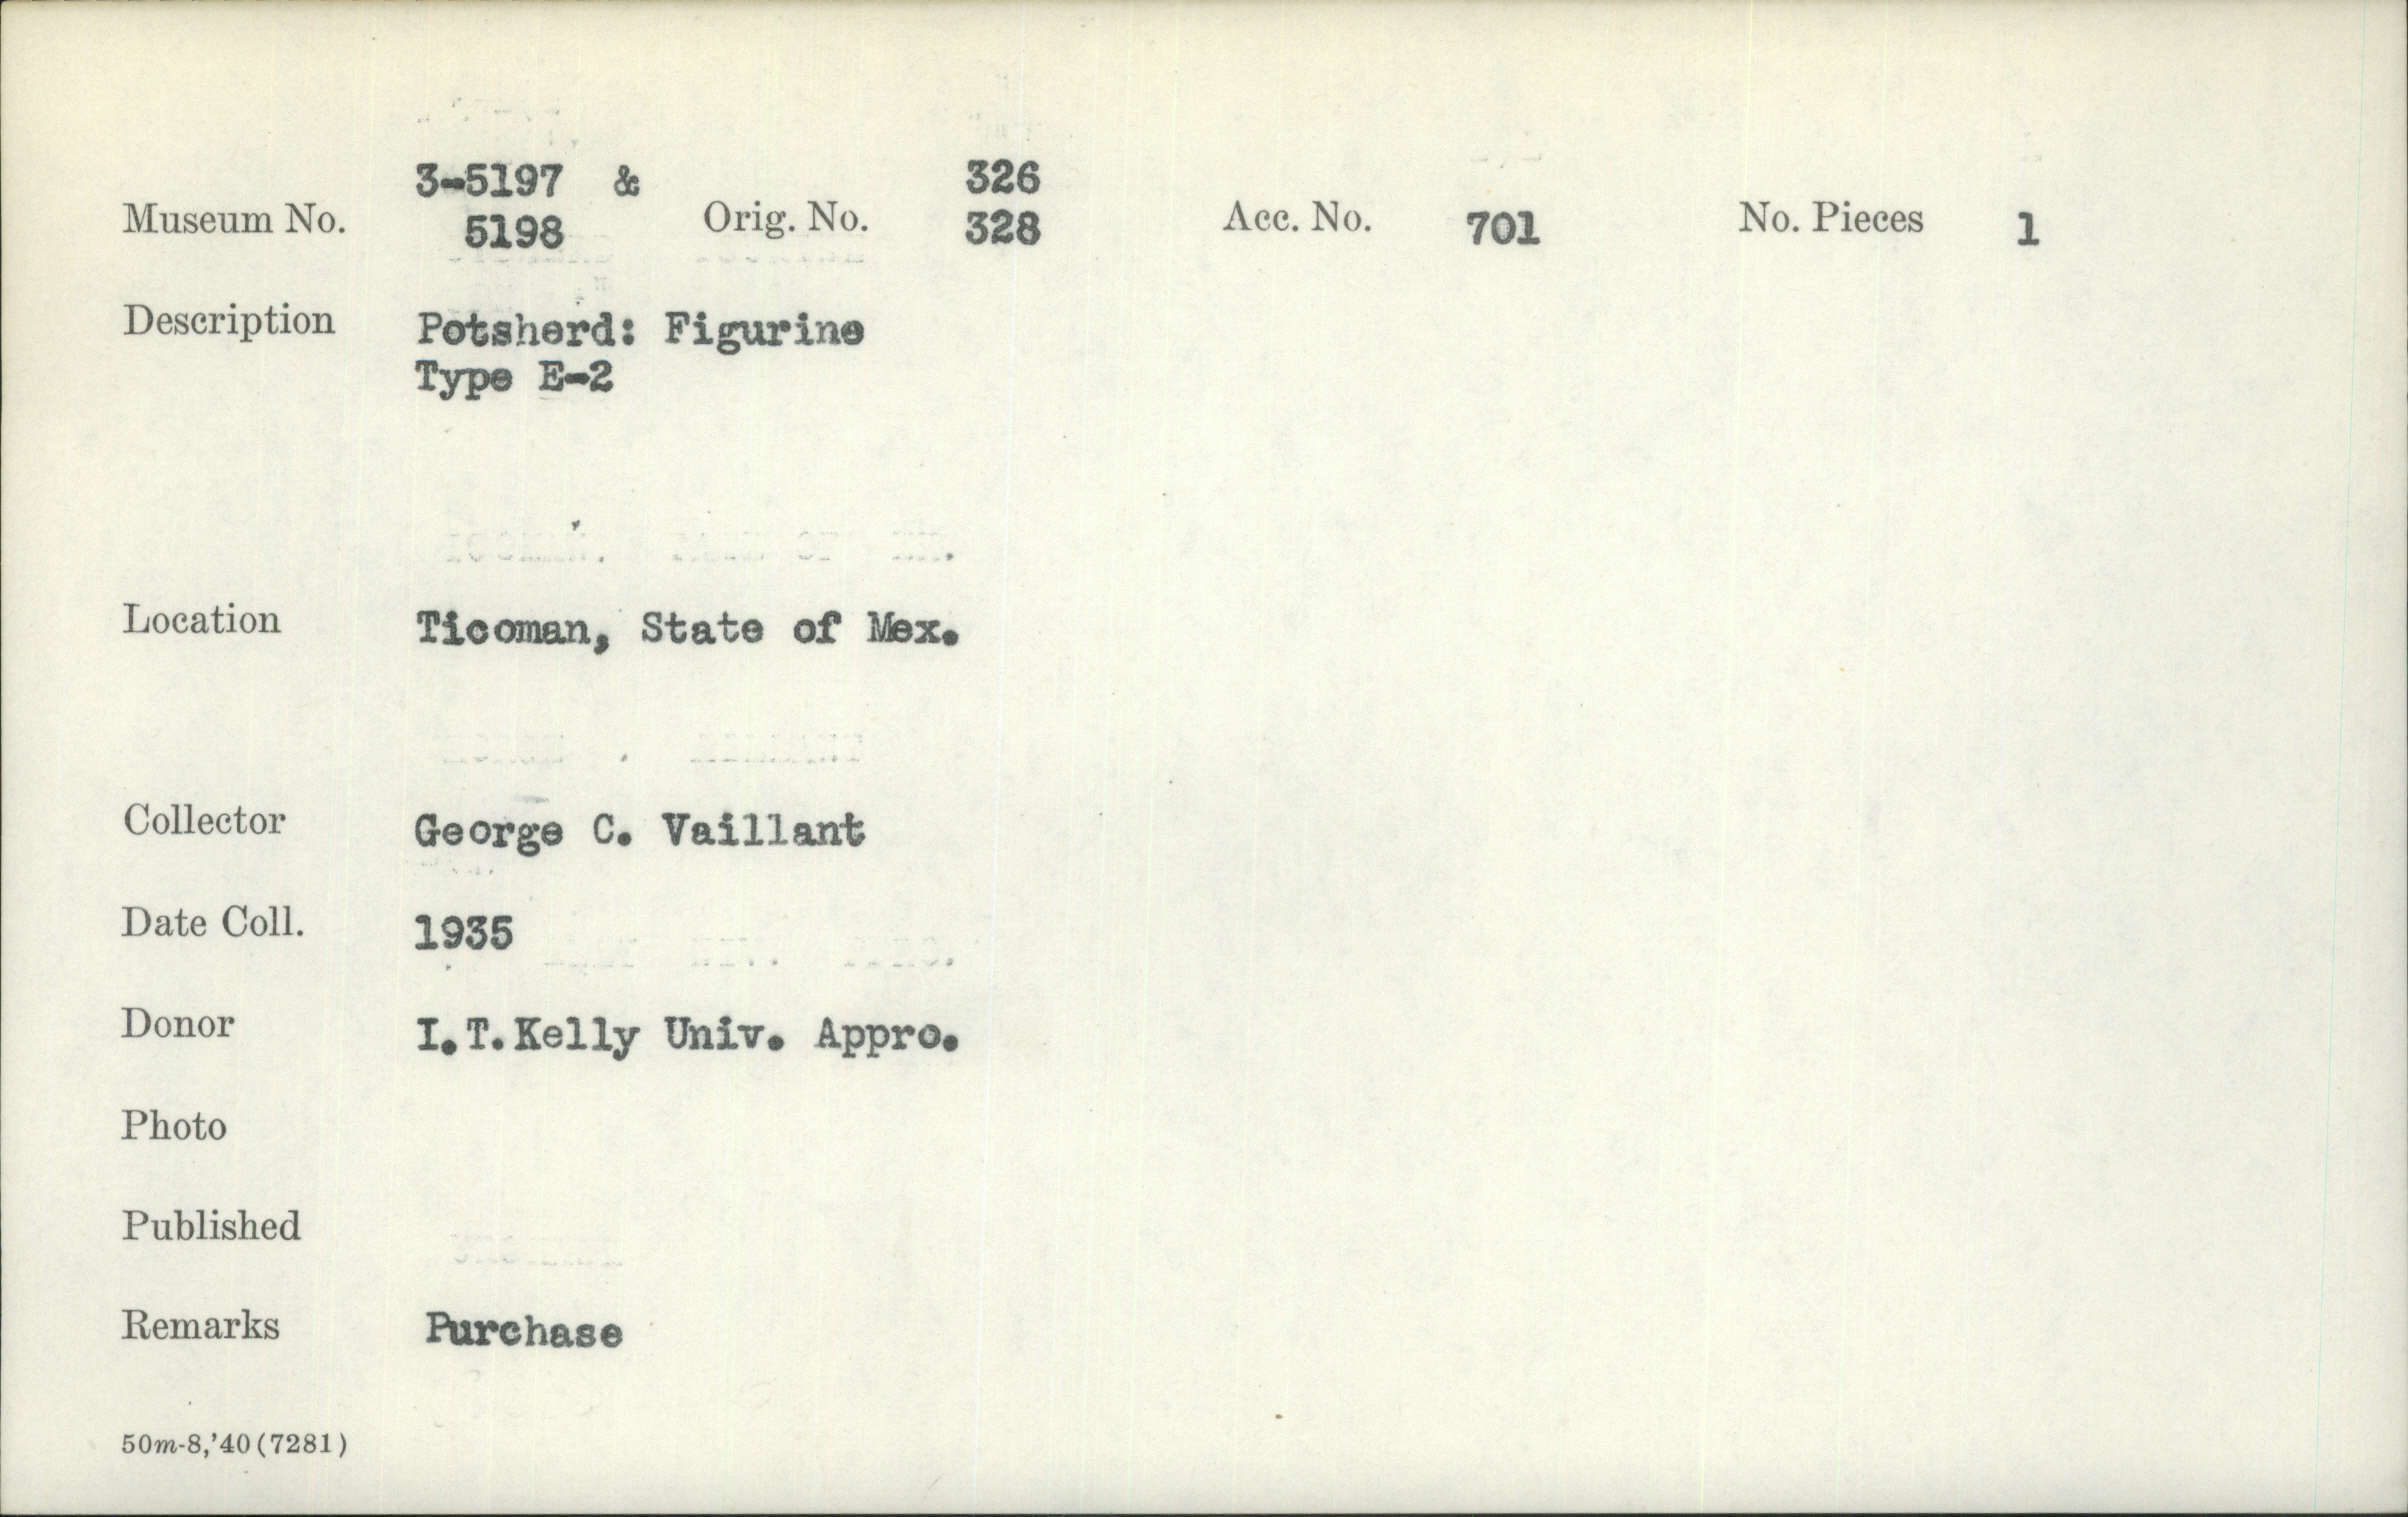 3-5197 & 326
Museum No. 5198 Orig. No. 328 Acc. No. 701 No. Pieces 1
Description Potsherd: Figurine
Type E-2
Location Ticoman, State of Mex.
Collector George C. Vaillant
Date Coll. 1935
Donor I.T.Kelly Univ. Appro.
Photo
Published
Remarks Purchase
50m-8,'40(7281)